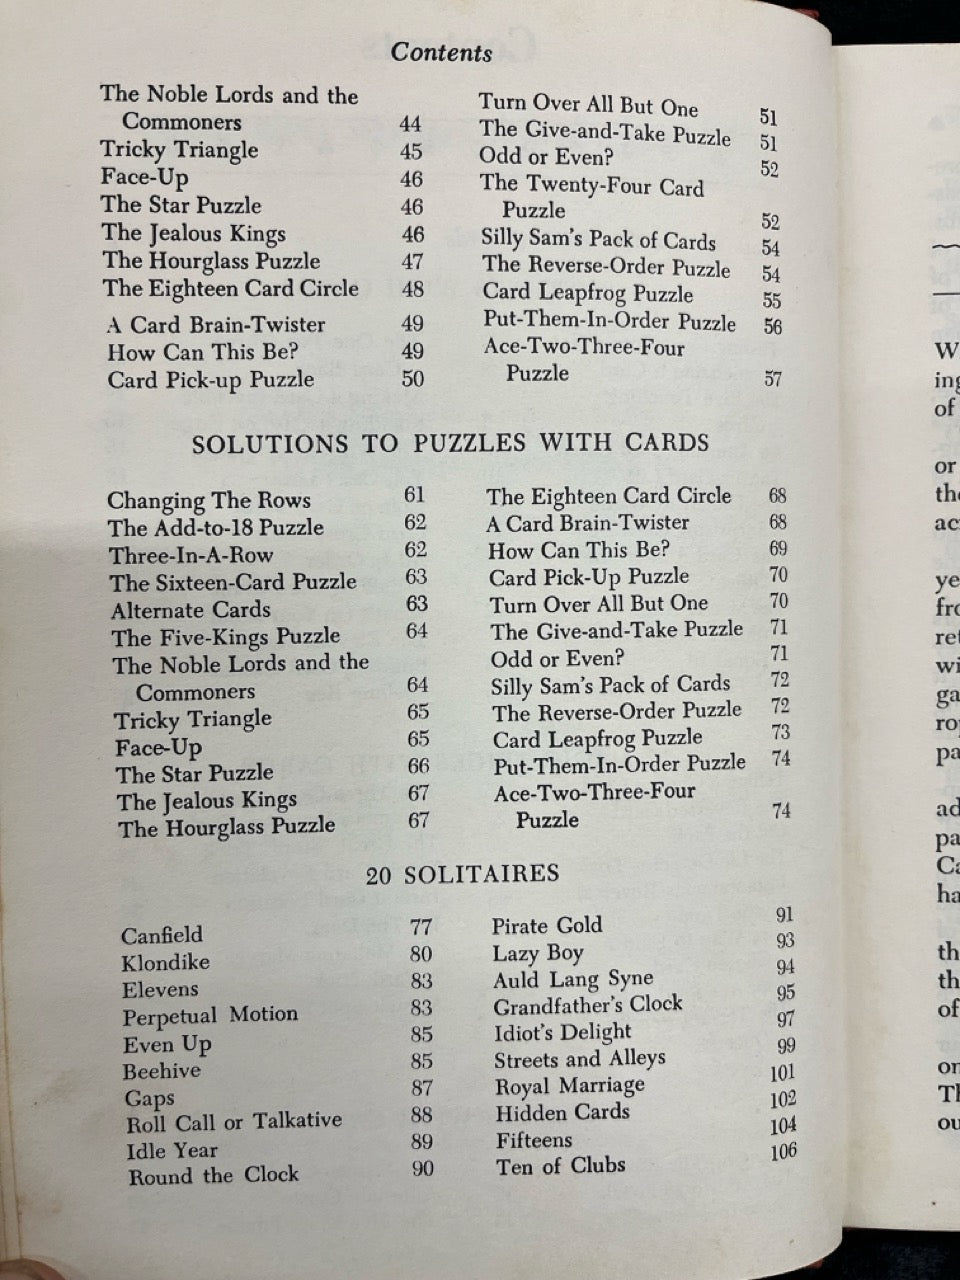 Contents
The Noble Lords and the
Commoners 44
Tricky Triangle 45
Face-Up 46
The Star Puzzle 46
The Jealous Kings 46
The Hourglass Puzzle 47
The Eighteen Card Circle 48
A Card Brain-Twister 49
How Can This Be? 49
Card Pick-up Puzzle 50
Turn Over All But One 51
The Give-and-Take Puzzle 51
Odd or Even? 52
The Twenty-Four Card
Puzzle 52
Silly Sam's Pack of Cards 54
The Reverse-Order Puzzle 54
Card Leapfrog Puzzle 55
Put-Them-In-Order Puzzle 56
Ace-Two-Three-Four
Puzzle 57
SOLUTIONS TO PUZZLES WITH CARDS
Changing The Rows 61
The Add-to-18 Puzzle 62
Three-In-A-Row 62
The Sixteen-Card Puzzle 63
Alternate Cards 63
The Five-Kings Puzzle 64
The Noble Lords and the
Commoners 64
Tricky Triangle 65
Face-Up 65
The Star Puzzle 66
The Jealous Kings 67
The Hourglass Puzzle 67
The Eighteen Card Circle 68
A Card Brain-Twister 68
How Can This Be? 69
Card Pick-Up Puzzle 70
Turn Over All But One 70
The Give-and-Take Puzzle 71
Odd or Even? 71
Silly Sam's Pack of Cards 72
The Reverse-Order Puzzle 72
Card Leapfrog Puzzle 73
Put-Them-In-Order Puzzle 74
Ace-Two-Three-Four
Puzzle 74
20 SOLITAIRES
Canfield 77
Klondike 80
Elevens 83
Perpetual Motion 83
Even Up 85
Beehive 85
Gaps 87
Roll Call or Talkative 88
Idle Year 89
Round the Clock 90
Pirate Gold 91
Lazy Boy 93
Auld Lang Syne 94
Grandfather's Clock 95
Idiot's Delight 97
Streets and Alleys 99
Royal Marriage 101
Hidden Cards 102
Fifteens 104
Ten of Clubs 106
of
or
of